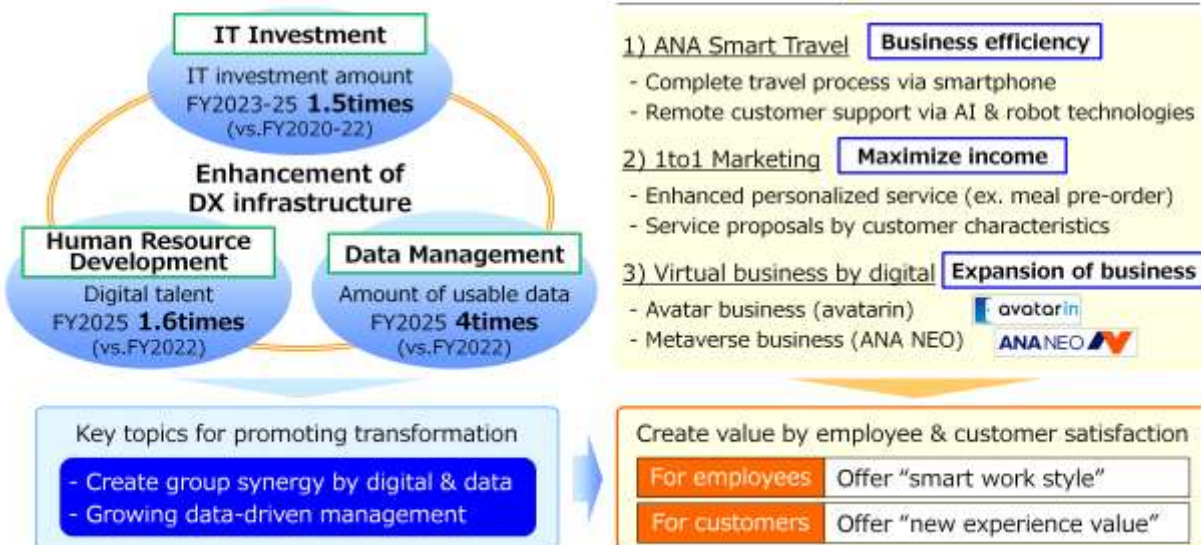 IT Investment
IT investment amount
FY2023-25 1.5times
(vs.FY2020-22)
Enhancement of
DX infrastructure
Human Resource
Development
Digital talent
FY2025 1.6times
(vs.FY2022)
Data Management
Amount of usable data
FY2025 4times
(vs.FY2022)
Key topics for promoting transformation
- Create group synergy by digital & data
- Growing data-driven management
1) ANA Smart Travel Business efficiency
- Complete travel process via smartphone
- Remote customer support via AI & robot technologies
2) 1to1 Marketing Maximize income
- Enhanced personalized service (ex. meal pre-order)
- Service proposals by customer characteristics
3) Virtual business by digital Expansion of business
- Avatar business (avatarin) avatarin
- Metaverse business (ANA NEO) ANA NEO
Create value by employee & customer satisfaction
For employees Offer “smart work style”
For customers Offer “new experience value”